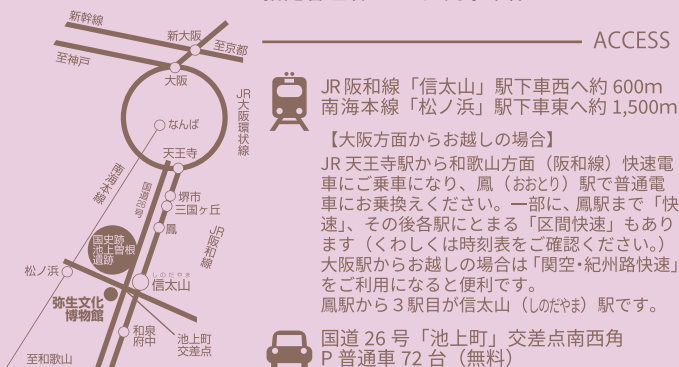 ACCESS
新幹線
新大阪
至京都
至神戸
大阪
JR大阪環状線
なんば
天王寺
南海本線
国道26号
堺市
三国ヶ丘
鳳
JR阪和線
国史跡
池上曽根
遺跡
松ノ浜
しのだやま
信太山
弥生文化
博物館
和泉
府中
池上町
交差点
至和歌山
JR阪和線「信太山」駅下車西へ約 600m
南海本線「松ノ浜」駅下車東へ約 1,500m
【大阪方面からお越しの場合】
JR 天王寺駅から和歌山方面（阪和線）快速電
車にご乗車になり、鳳（おおとり）駅で普通電
車にお乗換えください。一部に、鳳駅まで「快
速」、その後各駅にとまる「区間快速」もあり
ます（くわしくは時刻表をご確認ください。）
大阪駅からお越しの場合は「関空・紀州路快速」
をご利用になると便利です。
鳳駅から３駅目が信太山（しのだやま）駅です。
国道 26 号「池上町」交差点南西角
P 普通車 72 台（無料）